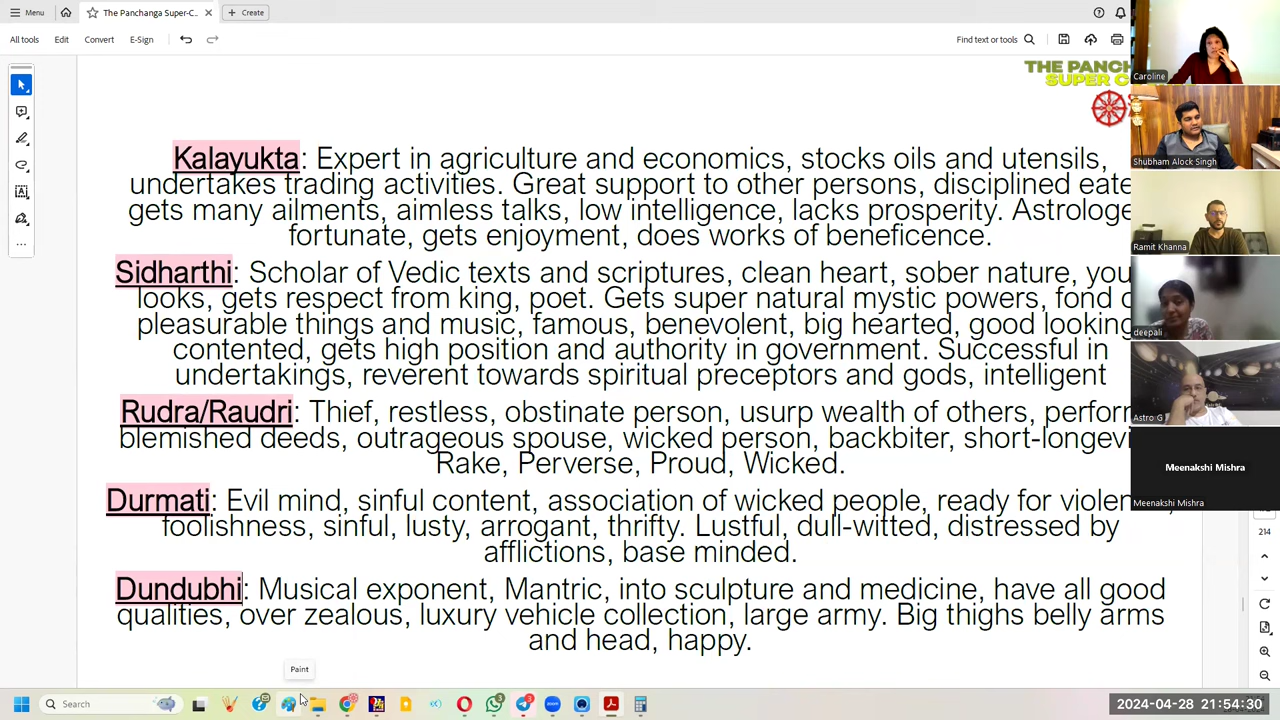 Menu
The Panchanga Super-C..
Create
All tools
Edit
Convert
E-Sign
Find text or tools
THE PANCH
SUPER C
Kalayukta: Expert in agriculture and economics, stocks oils and utensils,
undertakes trading activities. Great support to other persons, disciplined eate
gets many ailments, aimless talks, low intelligence, lacks prosperity. Astrologe
fortunate, gets enjoyment, does works of beneficence.
Sidharthi: Scholar of Vedic texts and scriptures, clean heart, sober nature, you
looks, gets respect from king, poet. Gets super natural mystic powers, fond
pleasurable things and music, famous, benevolent, big hearted, good looking
contented, gets high position and authority in government. Successful in
undertakings, reverent towards spiritual preceptors and gods, intelligent
Rudra/Raudri: Thief, restless, obstinate person, usurp wealth of others, perform
blemished deeds, outrageous spouse, wicked person, backbiter, short-longevi
Rake, Perverse, Proud, Wicked.
Durmati: Evil mind, sinful content, association of wicked people, ready for violen
foolishness, sinful, lusty, arrogant, thrifty. Lustful, dull-witted, distressed by
afflictions, base minded.
Dundubhi: Musical exponent, Mantric, into sculpture and medicine, have all good
qualities, over zealous, luxury vehicle collection, large army. Big thighs belly arms
and head, happy.
Caroline
Shubham Alock Singh
Ramit Khanna
deepali
Astro G
Meenakshi Mishra
Meenakshi Mishra
214
Paint
Search
2024-04-28 21:54:30